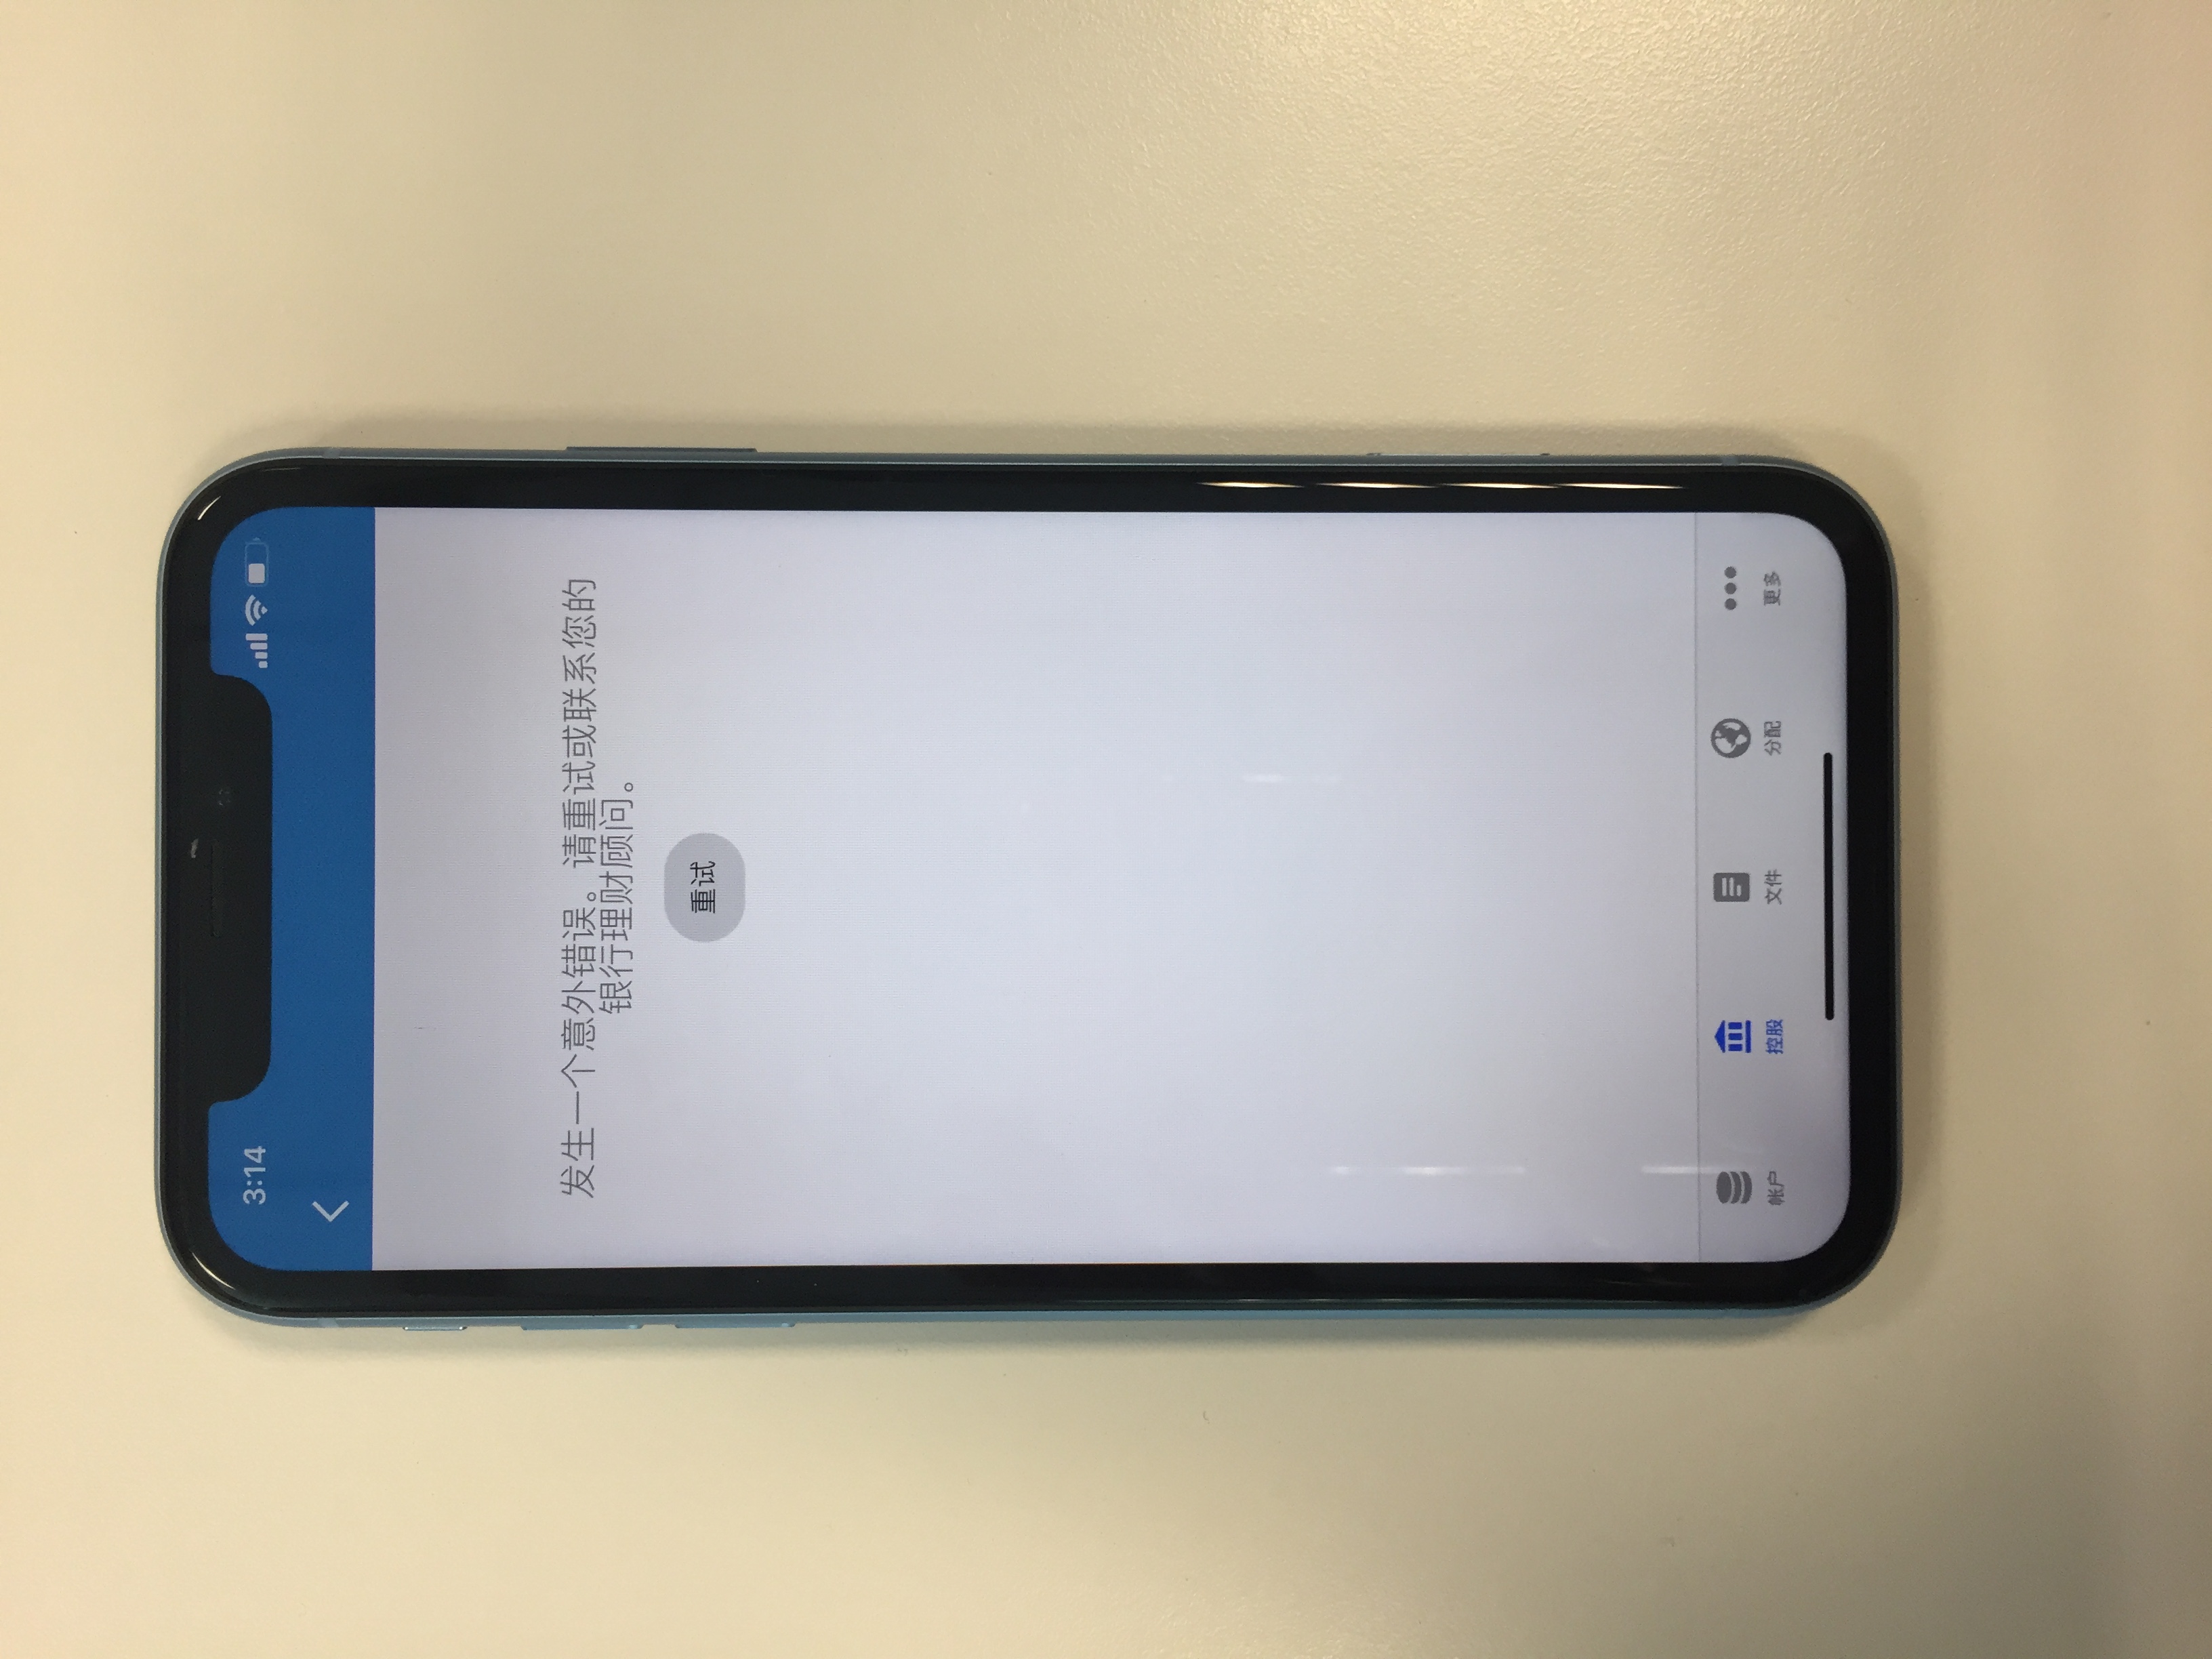 3:14
发生一个意外错误。请重试或联系您的
银行理财顾问。
重试
帐户
控股
文件
分配
更多